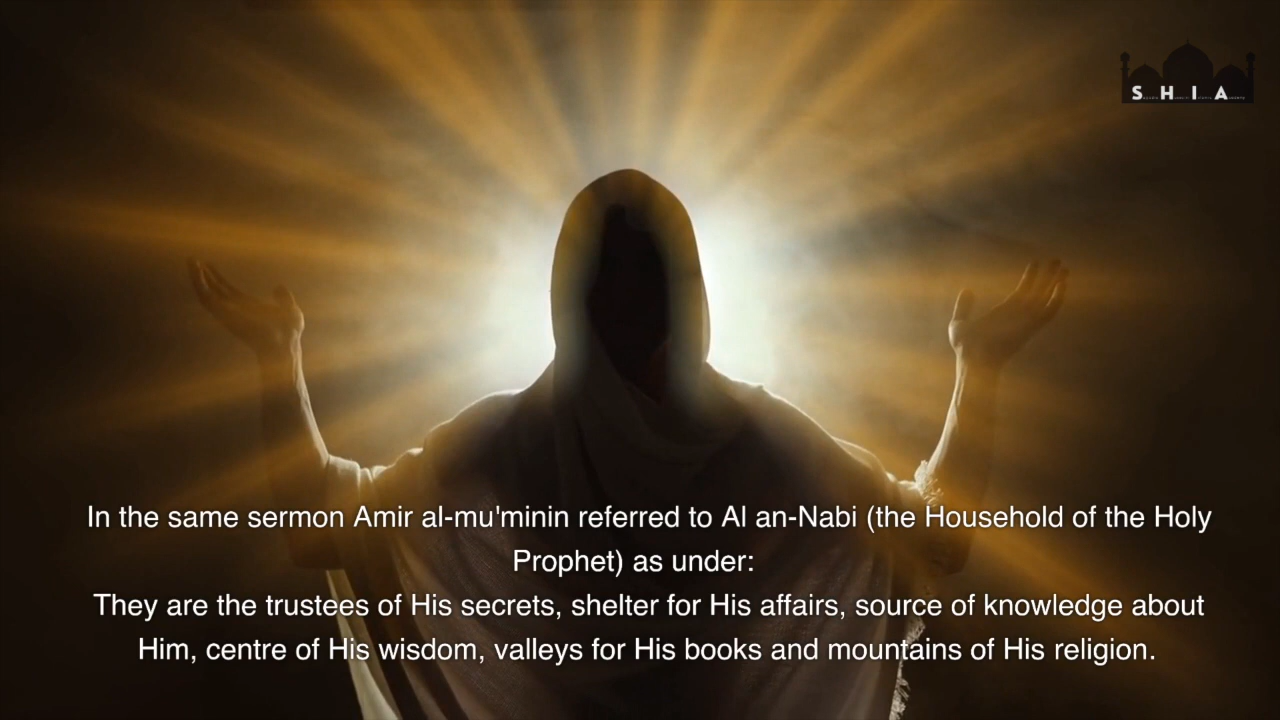 SHIA
In the same sermon Amir al-mu'minin referred to Al an-Nabi (the Household of the Holy
Prophet) as under:
They are the trustees of His secrets, shelter for His affairs, source of knowledge about
Him, centre of His wisdom, valleys for His books and mountains of His religion.